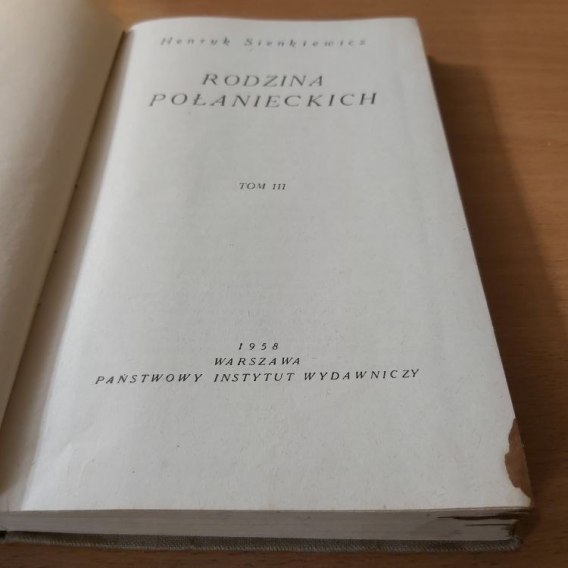 Henryk Sienkiewicz
RODZINA
POŁANIECKICH
TOM III
1958
WARSZAWA
PAŃSTWOWY INSTYTUT WYDAWNICZY